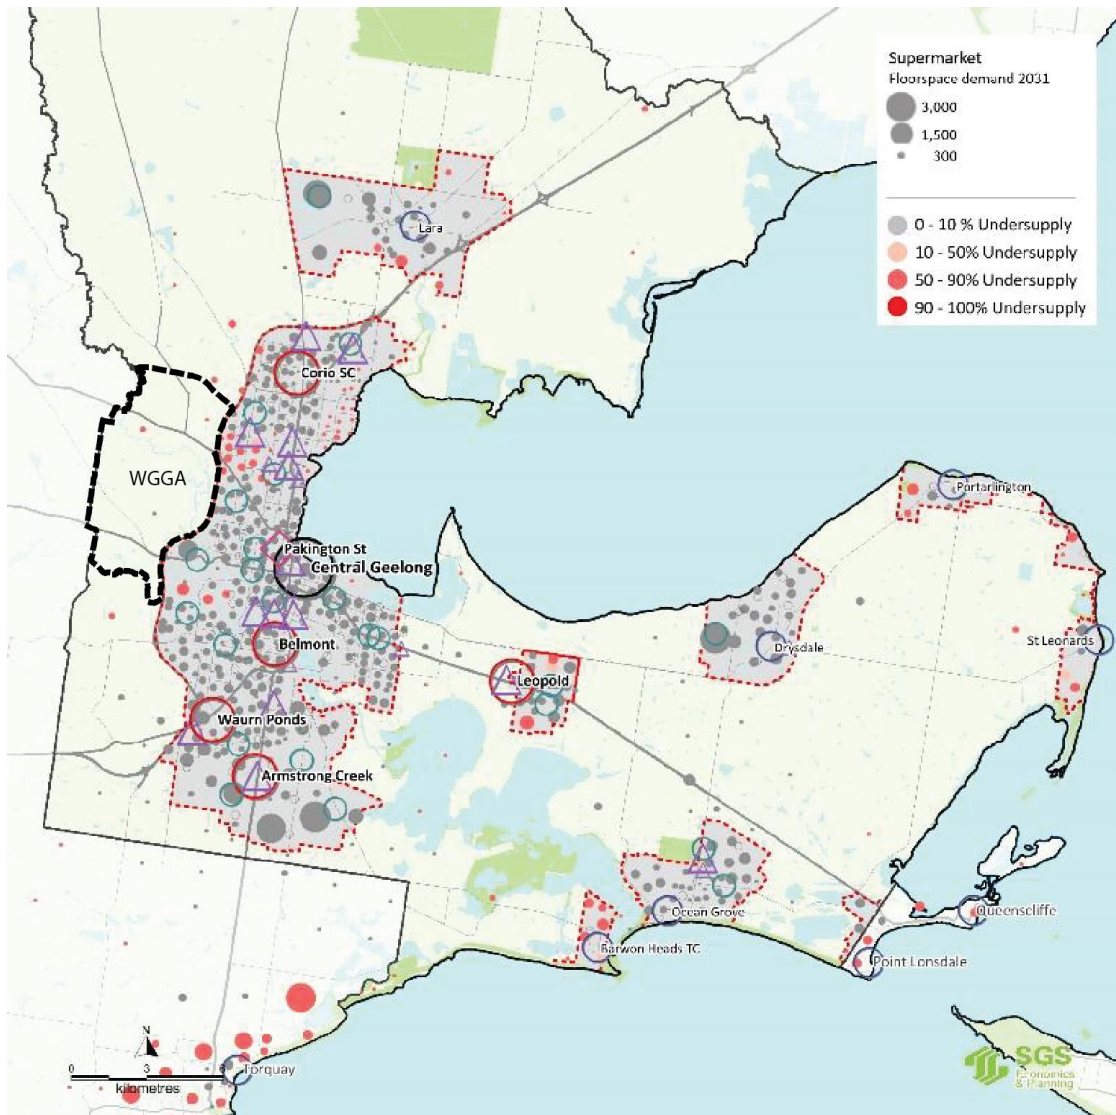 Supermarket
Floorspace demand 2031
3,000
1,500
300
0 - 10 % Undersupply
10 - 50% Undersupply
50 - 90% Undersupply
90 - 100% Undersupply
Lara
Corio SC
WGGA
Portarlington
Pakington St
Central Geelong
Belmont
Drysdale
St Leonards
Leopold
Waurn Ponds
Armstrong Creek
Ocean Grove
Queenscliffe
Barwon Heads TC
Point Lonsdale
N
0 3 6
kilometres
Torquay
SGS
Economics
& Planning